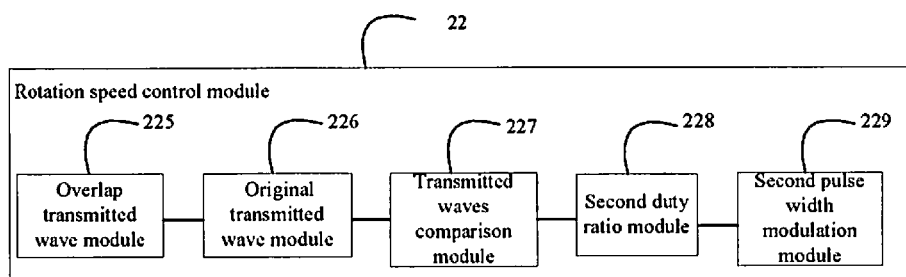 22
Rotation speed control module
225
226
227
228
229
Overlap
transmitted
wave module
Original
transmitted
wave module
Transmitted
waves
comparison
module
Second duty
ratio module
Second pulse
width
modulation
module